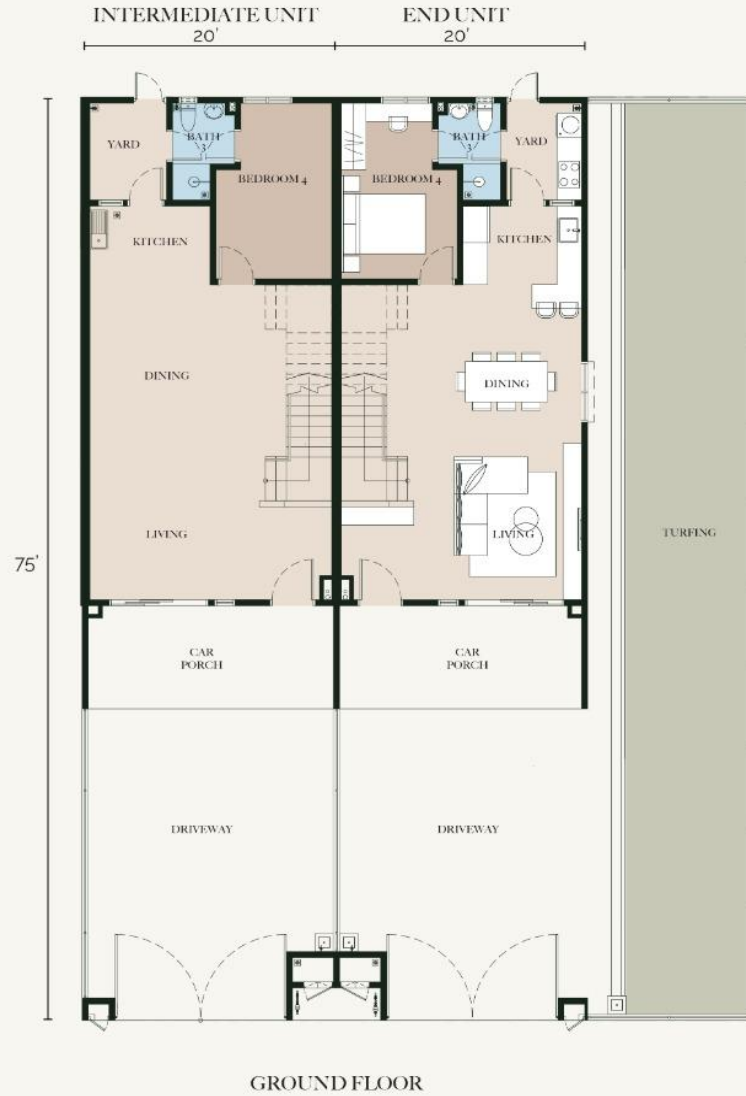 INTERMEDIATE UNIT
END UNIT
20'
20'
75'
YARD
BATH
3
BEDROOM 4
BEDROOM 4
BATH
3
YARD
KITCHEN
KITCHEN
DINING
DINING
LIVING
LIVING
TURFING
CAR
PORCH
CAR
PORCH
DRIVEWAY
DRIVEWAY
GROUND FLOOR